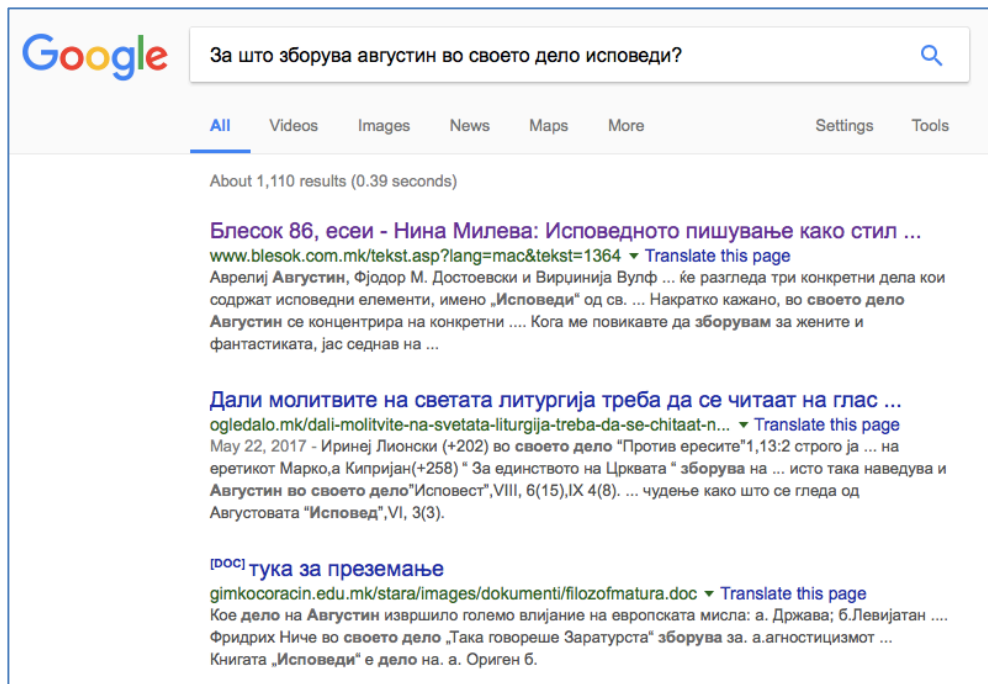 Google За што зборува августин во своето дело исповеди?
All Videos Images News Maps More Settings Tools
About 1,110 results (0.39 seconds)
Блесок 86, есеи - Нина Милева: Исповедното пишување како стил ...
www.blesok.com.mk/tekst.asp?lang=mac&tekst=1364 ▼ Translate this page
Аврелиј Августин, Фјодор М. Достоевски и Вирџинија Вулф ... ќе разгледа три конкретни дела кои
содржат исповедни елементи, имено „Исповеди“ од св. ... Накратко кажано, во своето дело
Августин се концентрира на конкретни .... Кога ме повикавте да зборувам за жените и
фантастиката, јас седнав на ...
Дали молитвите на светата литургија треба да се читаат на глас ...
ogledalo.mk/dali-molitvite-na-svetata-liturgija-treba-da-se-chitaat-n... ▼ Translate this page
May 22, 2017 - Иринеј Лионски (+202) во своето дело “Против ересите”1,13:2 строго ја ... на
еретикот Марко,а Кипријан(+258) “ За единството на Црквата “ зборува на ... исто така наведува и
Августин во своето дело”Исповест”,VIII, 6(15),IX 4(8). ... чудење како што се гледа од
Августовата “Исповед”,VI, 3(3).
[DOC] тука за преземање
gimkocoracin.edu.mk/stara/images/dokumenti/filozofmatura.doc ▼ Translate this page
Кое дело на Августин извршило големо влијание на европската мисла: а. Држава; б.Левијатан ....
Фридрих Ниче во своето дело „Така говореше Заратурста“ зборува за. а.агностицизмот ...
Книгата „Исповеди“ е дело на. а. Ориген б.